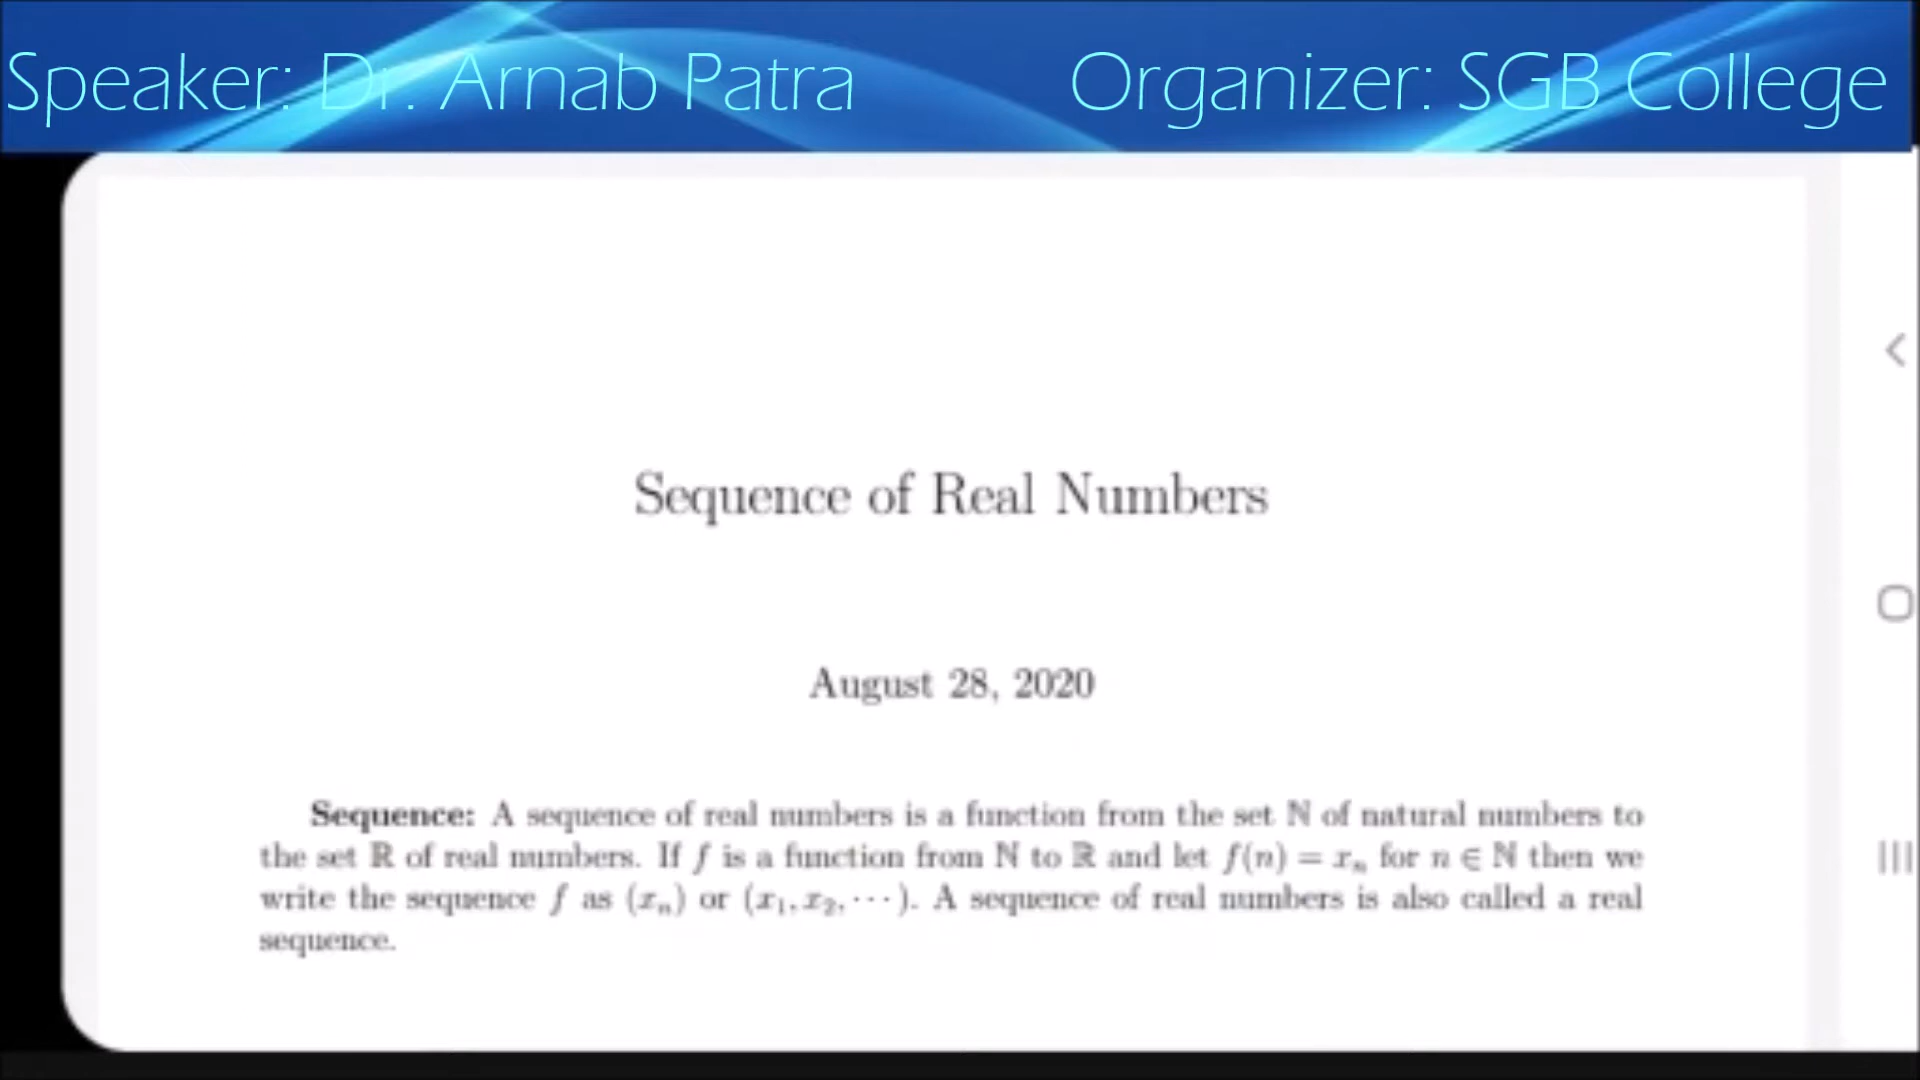 Speaker: Dr. Arnab Patra
Organizer: SGB College
Sequence of Real Numbers
August 28, 2020
Sequence: A sequence of real numbers is a function from the set ℕ of natural numbers to
the set ℝ of real numbers. If f is a function from ℕ to ℝ and let f(n) = xₙ for n ∈ ℕ then we
write the sequence f as (xₙ) or (x₁, x₂, ⋯). A sequence of real numbers is also called a real
sequence.